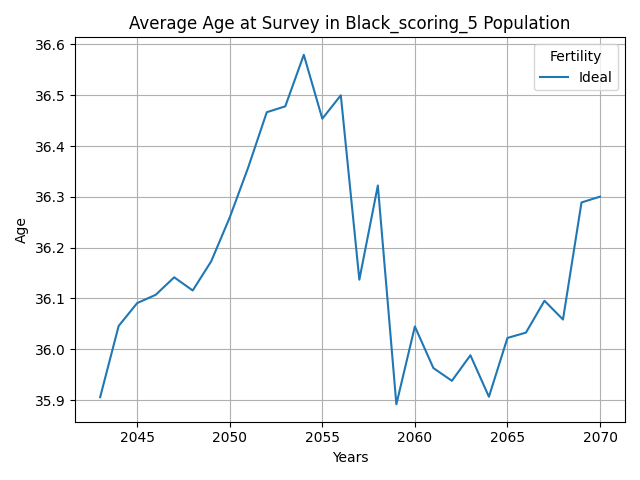 Average Age at Survey in Black_scoring_5 Population
Fertility
Ideal
36.6
36.5
36.4
36.3
36.2
36.1
36.0
35.9
Age
2045 2050 2055 2060 2065 2070
Years